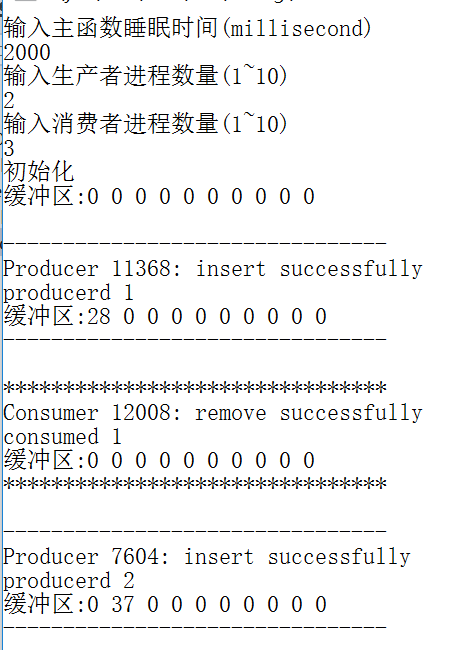 输入主函数睡眠时间(millisecond)
2000
输入生产者进程数量(1~10)
2
输入消费者进程数量(1~10)
3
初始化
缓冲区:0 0 0 0 0 0 0 0 0 0
--------------------------------
Producer 11368: insert successfully
producerd 1
缓冲区:28 0 0 0 0 0 0 0 0 0
--------------------------------
********************************
Consumer 12008: remove successfully
consumed 1
缓冲区:0 0 0 0 0 0 0 0 0 0
********************************
--------------------------------
Producer 7604: insert successfully
producerd 2
缓冲区:0 37 0 0 0 0 0 0 0 0
--------------------------------